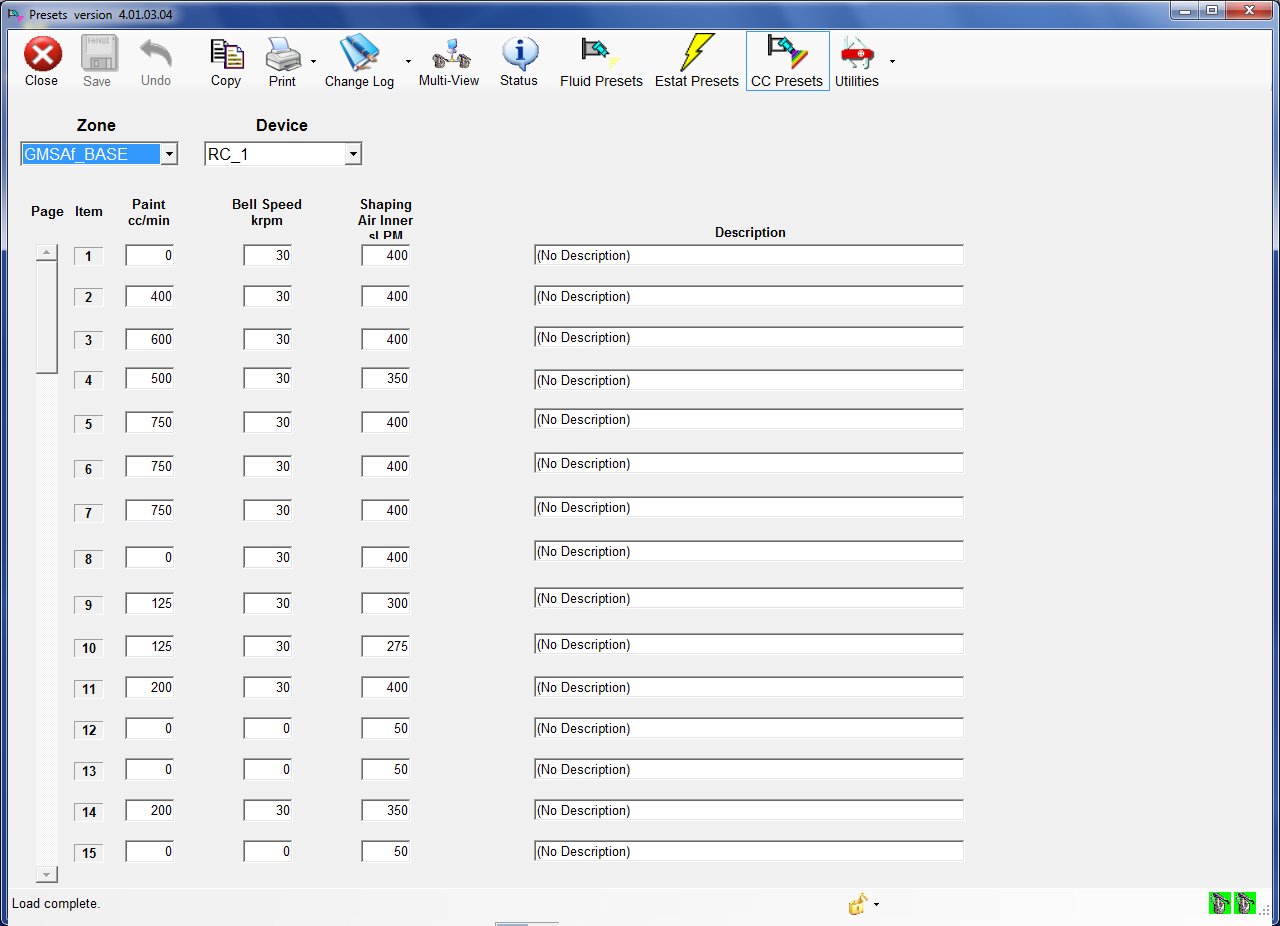 Presets version 4.01.03.04
FANUC
Close Save Undo Copy Print Change Log Multi-View Status Fluid Presets Estat Presets CC Presets Utilities
Zone Device
GMSAf_BASE RC_1
Page Item Paint cc/min Bell Speed krpm Shaping Air Inner sLPM Description
1 0 30 400 (No Description)
2 400 30 400 (No Description)
3 600 30 400 (No Description)
4 500 30 350 (No Description)
5 750 30 400 (No Description)
6 750 30 400 (No Description)
7 750 30 400 (No Description)
8 0 30 400 (No Description)
9 125 30 300 (No Description)
10 125 30 275 (No Description)
11 200 30 400 (No Description)
12 0 0 50 (No Description)
13 0 0 50 (No Description)
14 200 30 350 (No Description)
15 0 0 50 (No Description)
Load complete.